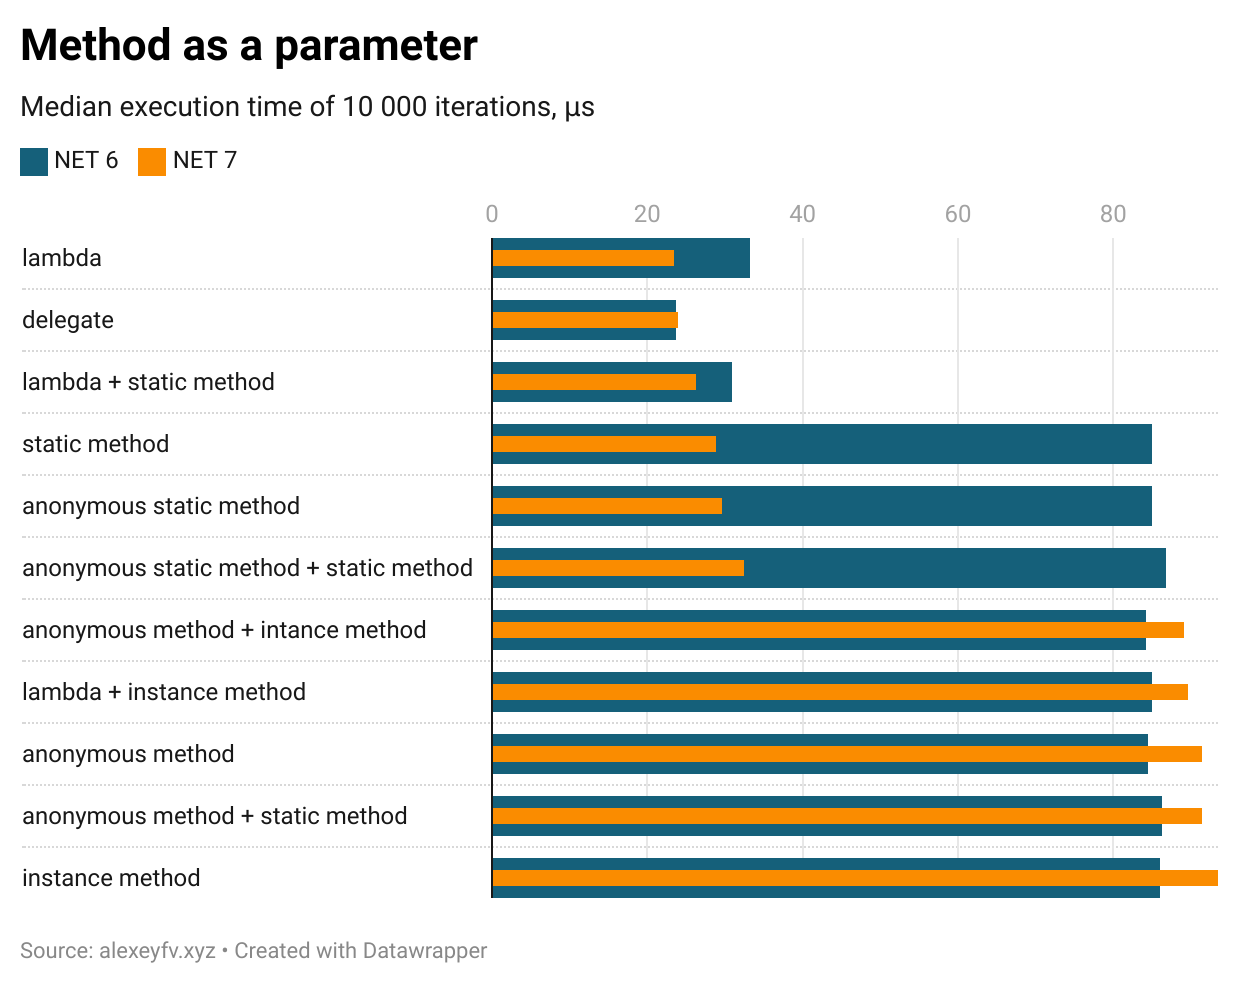 Method as a parameter
Median execution time of 10 000 iterations, μs
NET 6 NET 7
0 20 40 60 80
lambda
delegate
lambda + static method
static method
anonymous static method
anonymous static method + static method
anonymous method + intance method
lambda + instance method
anonymous method
anonymous method + static method
instance method
Source: alexeyfv.xyz • Created with Datawrapper